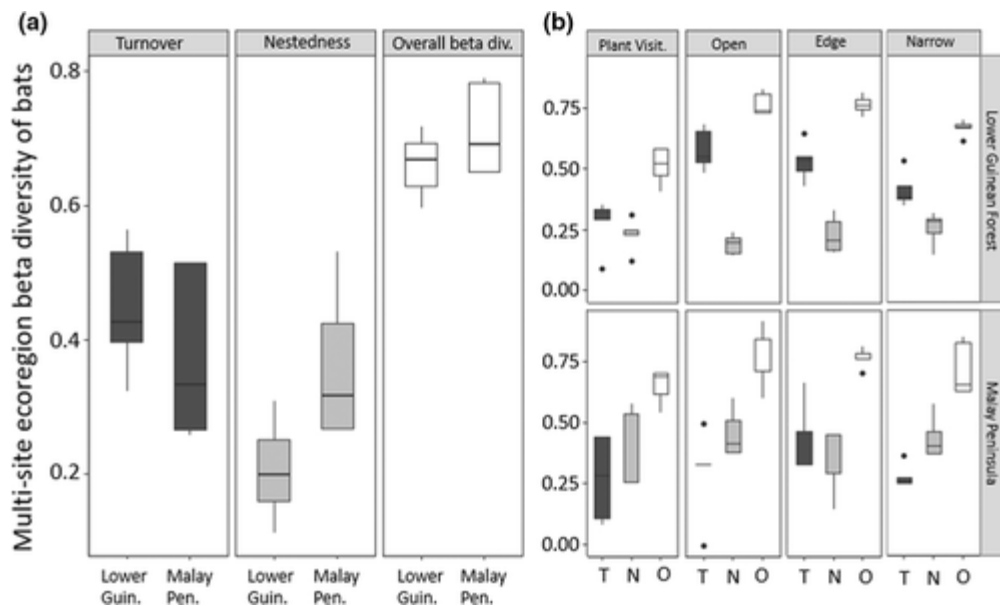 (a)
Turnover Nestedness Overall beta div.
Multi-site ecoregion beta diversity of bats
0.8
0.6
0.4
0.2
Lower Malay Lower Malay Lower Malay
Guin. Pen. Guin. Pen. Guin. Pen.
(b)
Plant Visit. Open Edge Narrow
0.75
0.50
0.25
0.00
Lower Guinean Forest
0.75
0.50
0.25
0.00
Malay Peninsula
T N O T N O T N O T N O